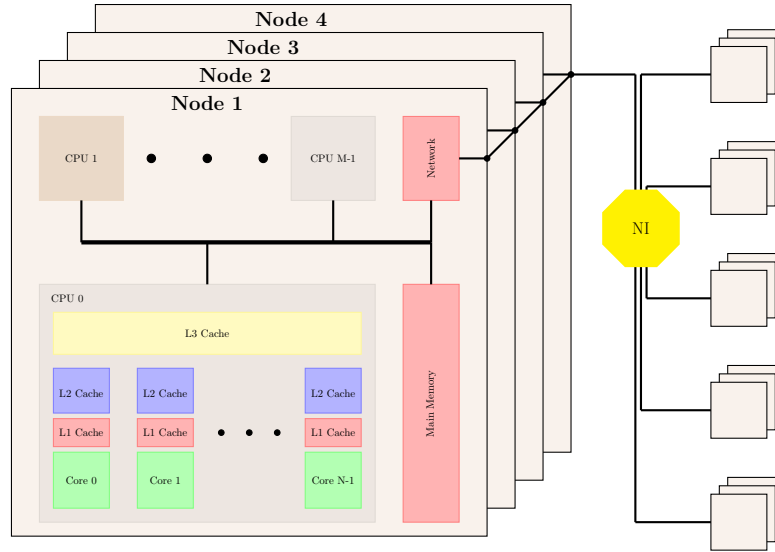 Node 4
Node 3
Node 2
Node 1
CPU 1
CPU M-1
Network
NI
CPU 0
L3 Cache
Main Memory
L2 Cache
L2 Cache
L2 Cache
L1 Cache
L1 Cache
L1 Cache
Core 0
Core 1
Core N-1